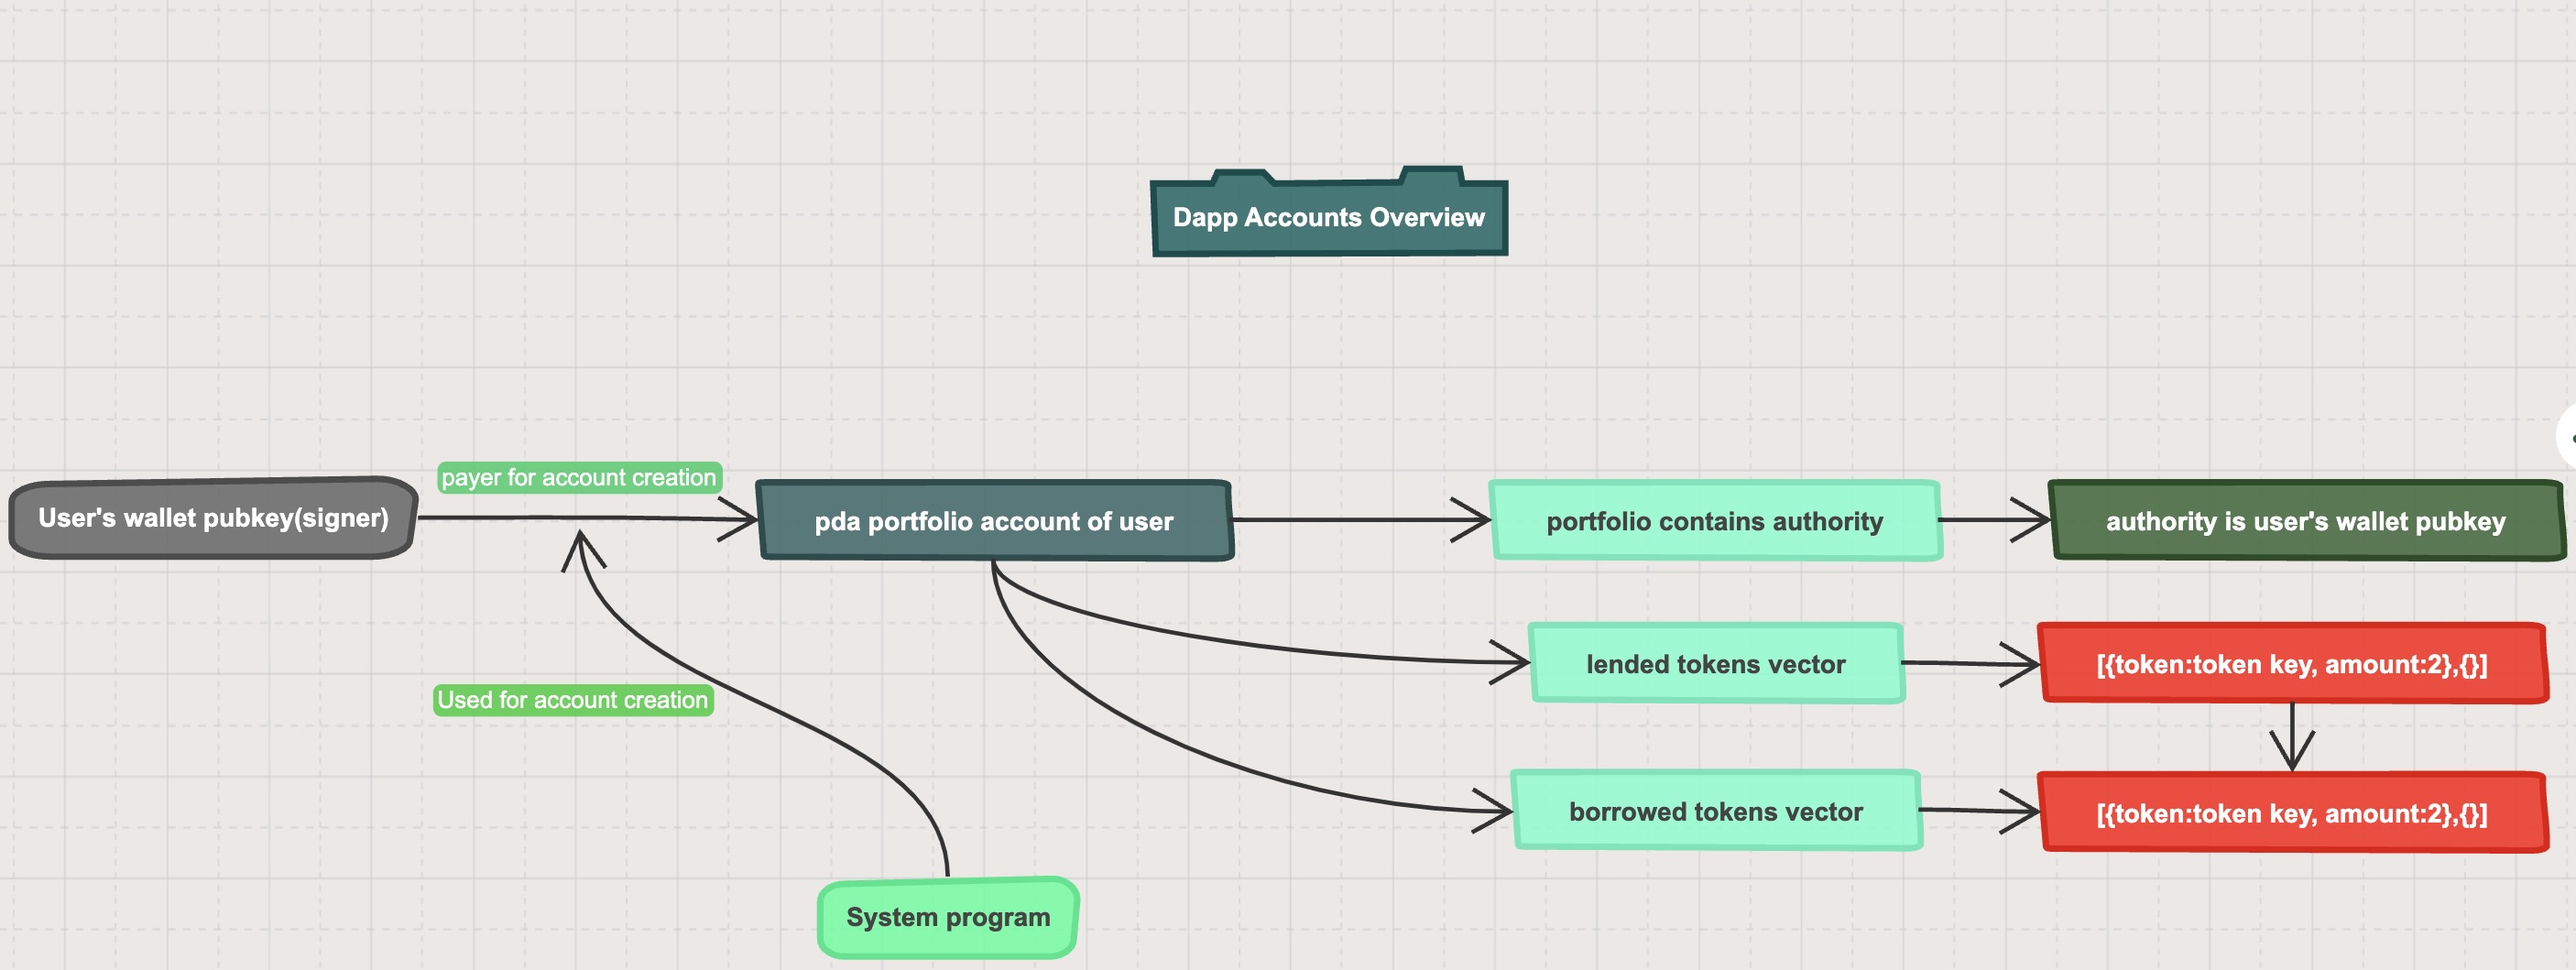 Dapp Accounts Overview
payer for account creation
User's wallet pubkey(signer)
pda portfolio account of user
portfolio contains authority
authority is user's wallet pubkey
lended tokens vector
[{token:token key, amount:2},{}]
Used for account creation
borrowed tokens vector
[{token:token key, amount:2},{}]
System program